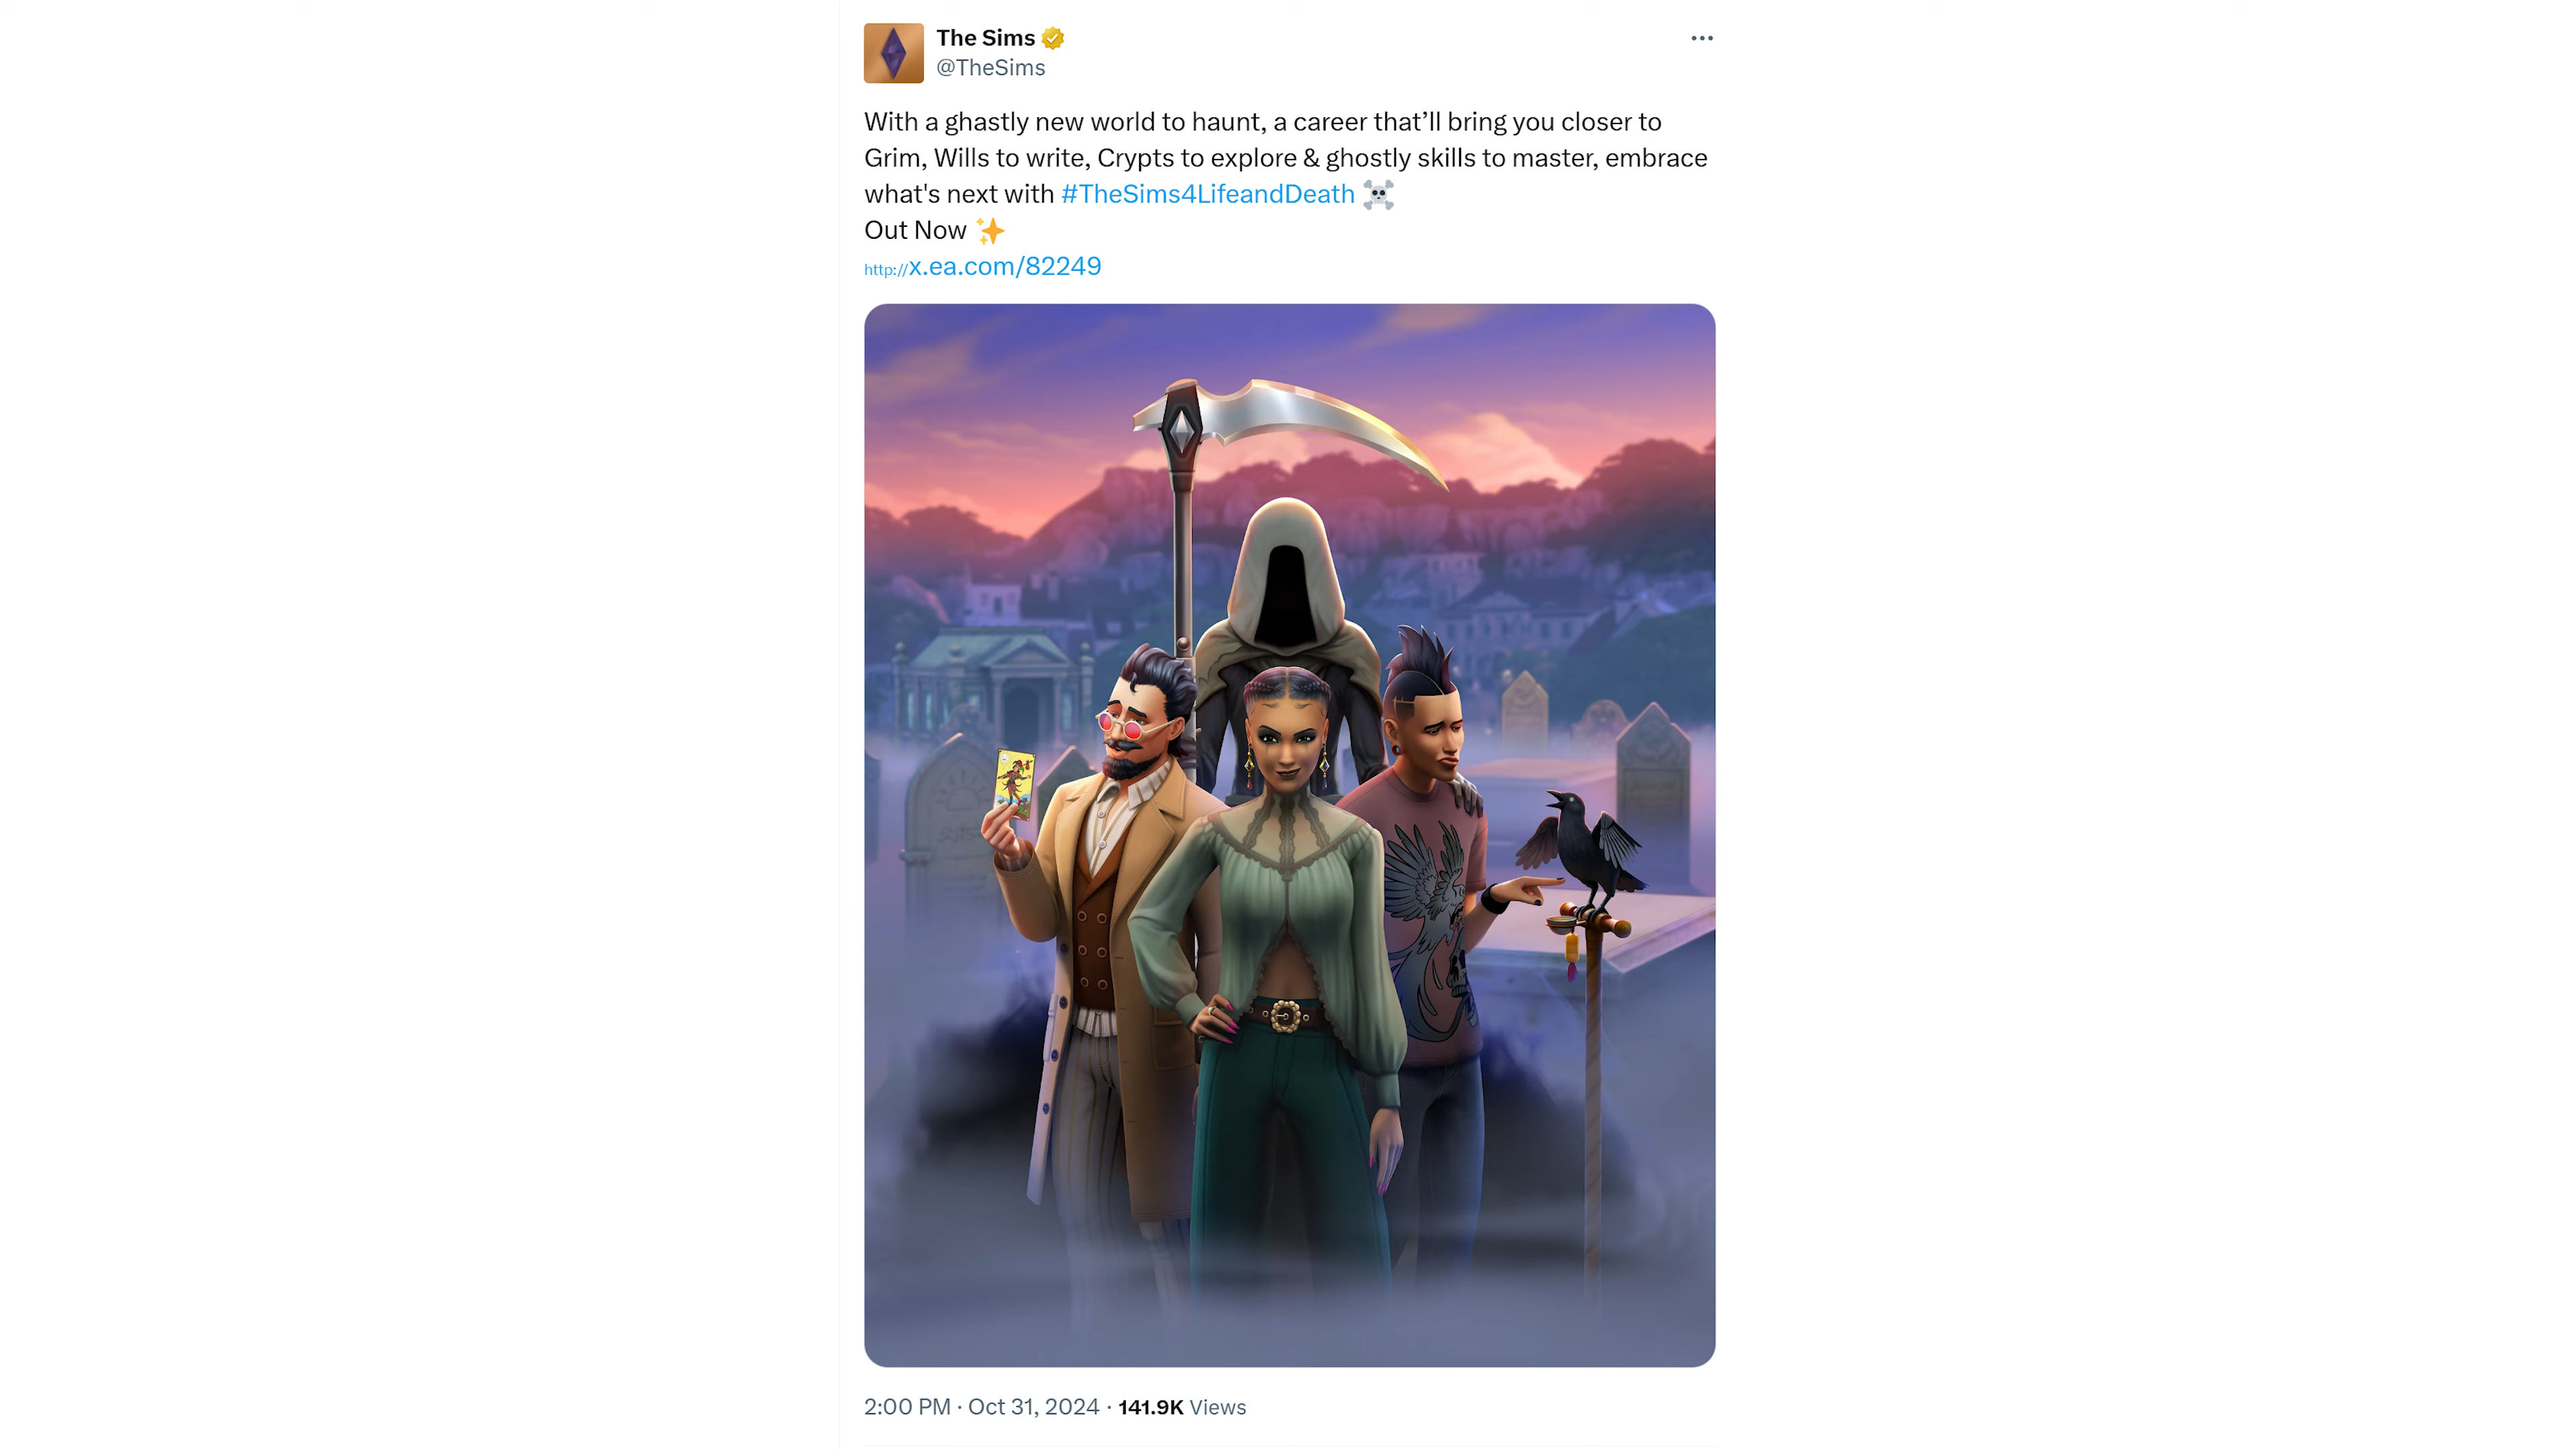 The Sims
@TheSims
With a ghastly new world to haunt, a career that’ll bring you closer to
Grim, Wills to write, Crypts to explore & ghostly skills to master, embrace
what's next with #TheSims4LifeandDeath ☠️
Out Now ✨
http://x.ea.com/82249
2:00 PM · Oct 31, 2024 · 141.9K Views